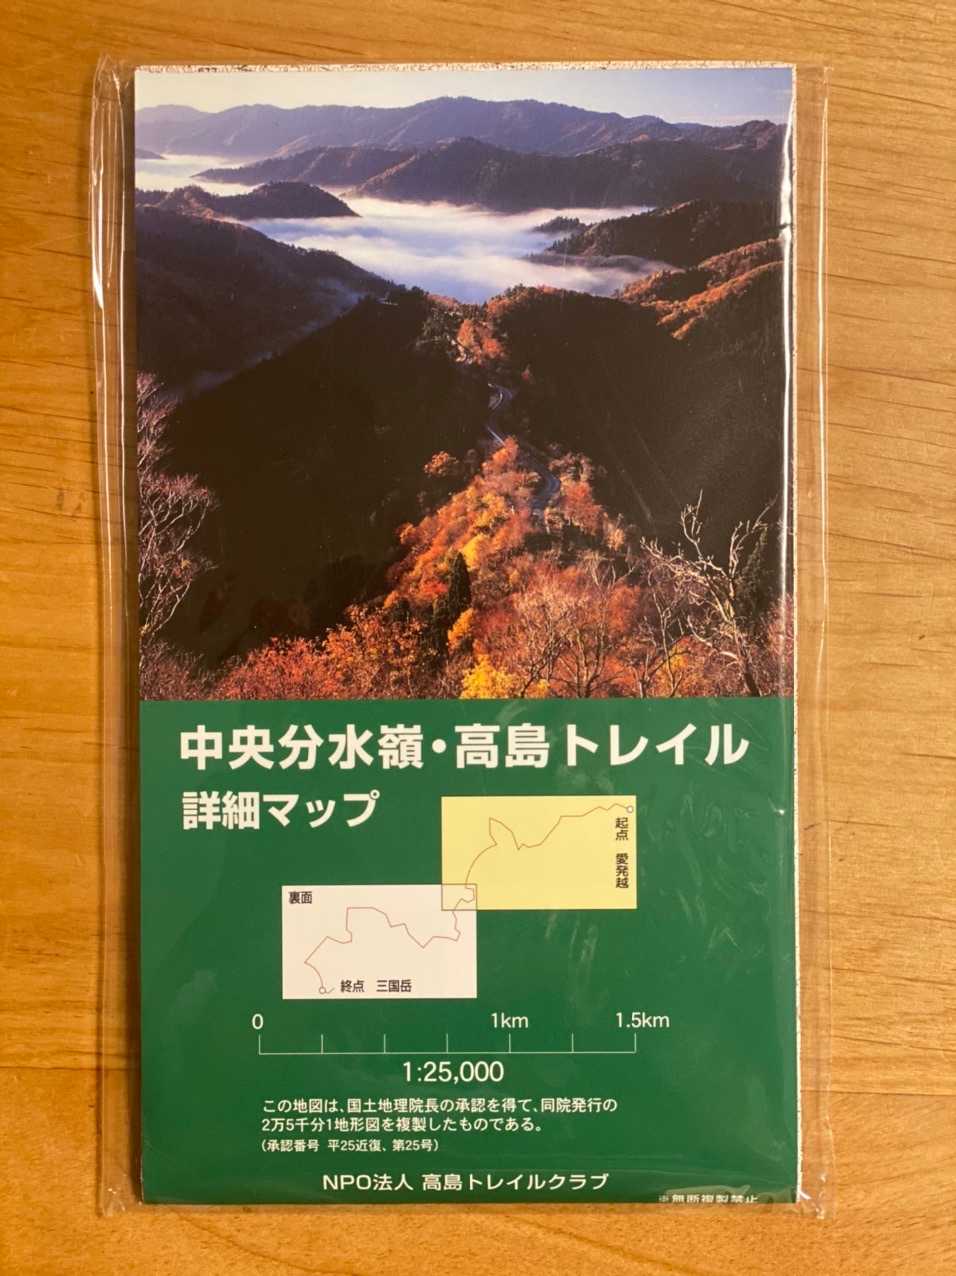 中央分水嶺・高島トレイル
詳細マップ
起点 愛発越
裏面
終点 三国岳
0 1km 1.5km
1:25,000
この地図は、国土地理院長の承認を得て、同院発行の
2万5千分1地形図を複製したものである。
(承認番号 平25近復、第25号)
NPO法人 高島トレイルクラブ
※無断複製禁止